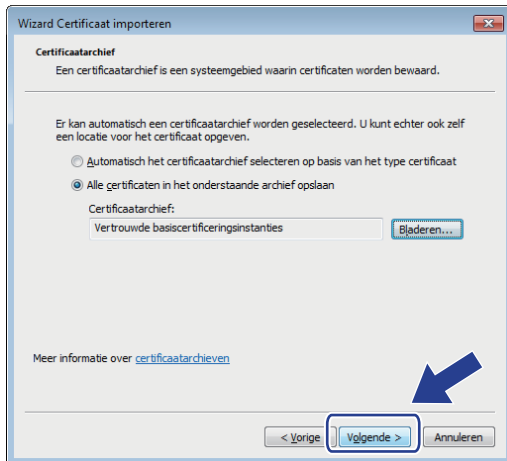 Wizard Certificaat importeren
Certificaatarchief
Een certificaatarchief is een systeemgebied waarin certificaten worden bewaard.
Er kan automatisch een certificaatarchief worden geselecteerd. U kunt echter ook zelf
een locatie voor het certificaat opgeven.
Automatisch het certificaatarchief selecteren op basis van het type certificaat
Alle certificaten in het onderstaande archief opslaan
Certificaatarchief:
Vertrouwde basiscertificeringsinstanties
Bladeren...
Meer informatie over certificaatarchieven
< Vorige
Volgende >
Annuleren